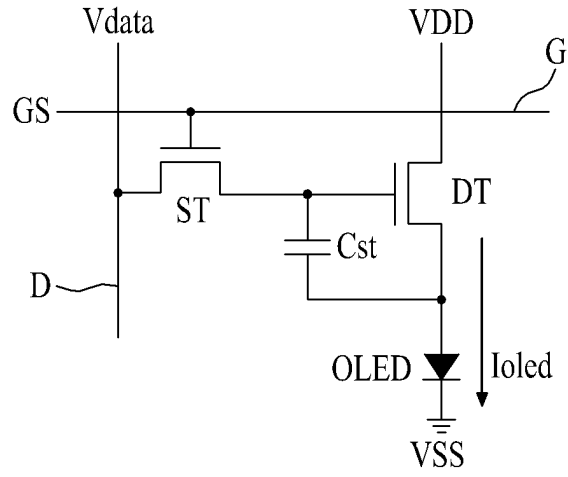 Vdata
VDD
G
GS
ST
DT
Cst
D
OLED
Ioled
VSS